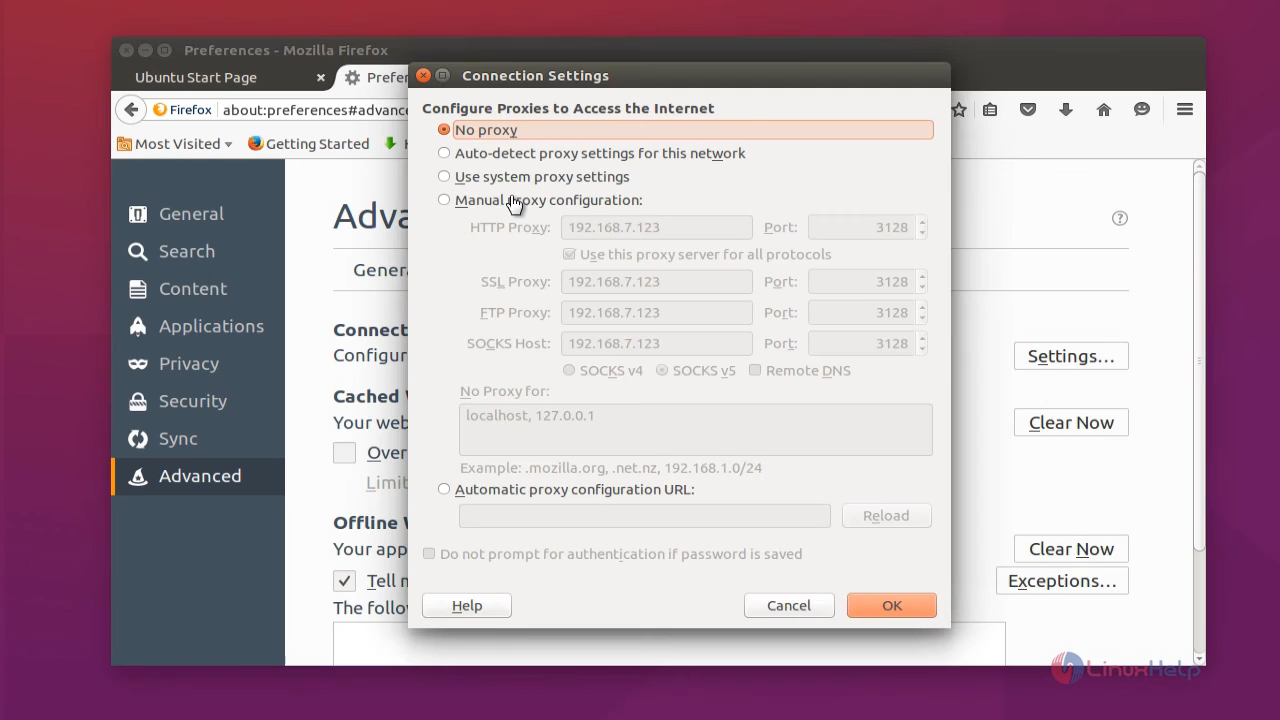 Preferences - Mozilla Firefox
Ubuntu Start Page
Prefer
Connection Settings
Firefox about:preferences#advance
Most Visited
Getting Started
General
Search
Content
Applications
Privacy
Security
Sync
Advanced
Adva
General
Connect
Configur
Settings...
Cached W
Your web
Clear Now
Over
Limit
Offline W
Your app
Clear Now
Tell n
Exceptions...
The follow
Configure Proxies to Access the Internet
No proxy
Auto-detect proxy settings for this network
Use system proxy settings
Manual proxy configuration:
HTTP Proxy: 192.168.7.123 Port: 3128
Use this proxy server for all protocols
SSL Proxy: 192.168.7.123 Port: 3128
FTP Proxy: 192.168.7.123 Port: 3128
SOCKS Host: 192.168.7.123 Port: 3128
SOCKS v4 SOCKS v5 Remote DNS
No Proxy for:
localhost, 127.0.0.1
Example: .mozilla.org, .net.nz, 192.168.1.0/24
Automatic proxy configuration URL:
Reload
Do not prompt for authentication if password is saved
Help Cancel OK
LinuxHelp